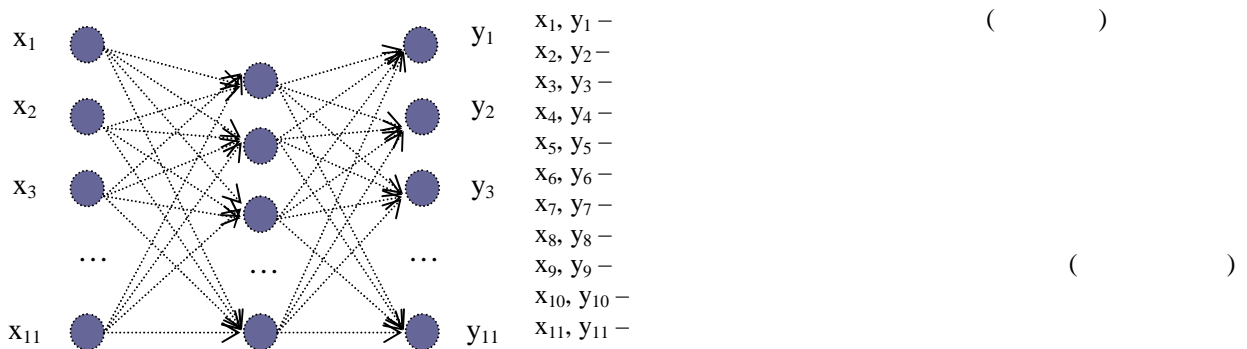 x₁
x₂
x₃
…
x₁₁
…
y₁
y₂
y₃
…
y₁₁
x₁, y₁ – ( )
x₂, y₂ –
x₃, y₃ –
x₄, y₄ –
x₅, y₅ –
x₆, y₆ –
x₇, y₇ –
x₈, y₈ –
x₉, y₉ – ( )
x₁₀, y₁₀ –
x₁₁, y₁₁ –